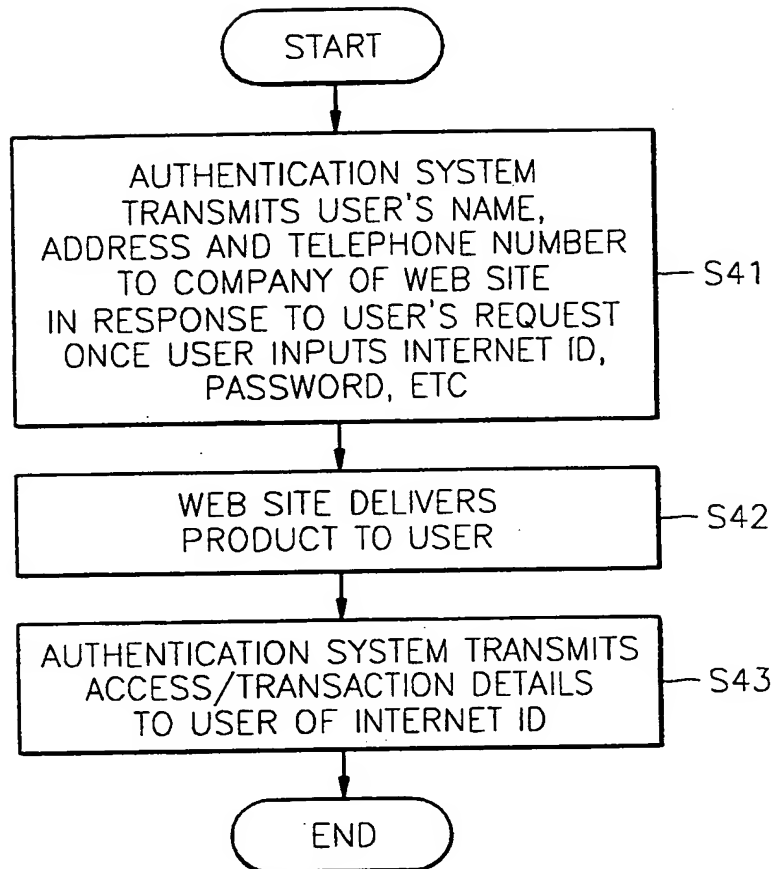 START
AUTHENTICATION SYSTEM
TRANSMITS USER'S NAME,
ADDRESS AND TELEPHONE NUMBER
TO COMPANY OF WEB SITE
IN RESPONSE TO USER'S REQUEST
ONCE USER INPUTS INTERNET ID,
PASSWORD, ETC
S41
WEB SITE DELIVERS
PRODUCT TO USER
S42
AUTHENTICATION SYSTEM TRANSMITS
ACCESS/TRANSACTION DETAILS
TO USER OF INTERNET ID
S43
END